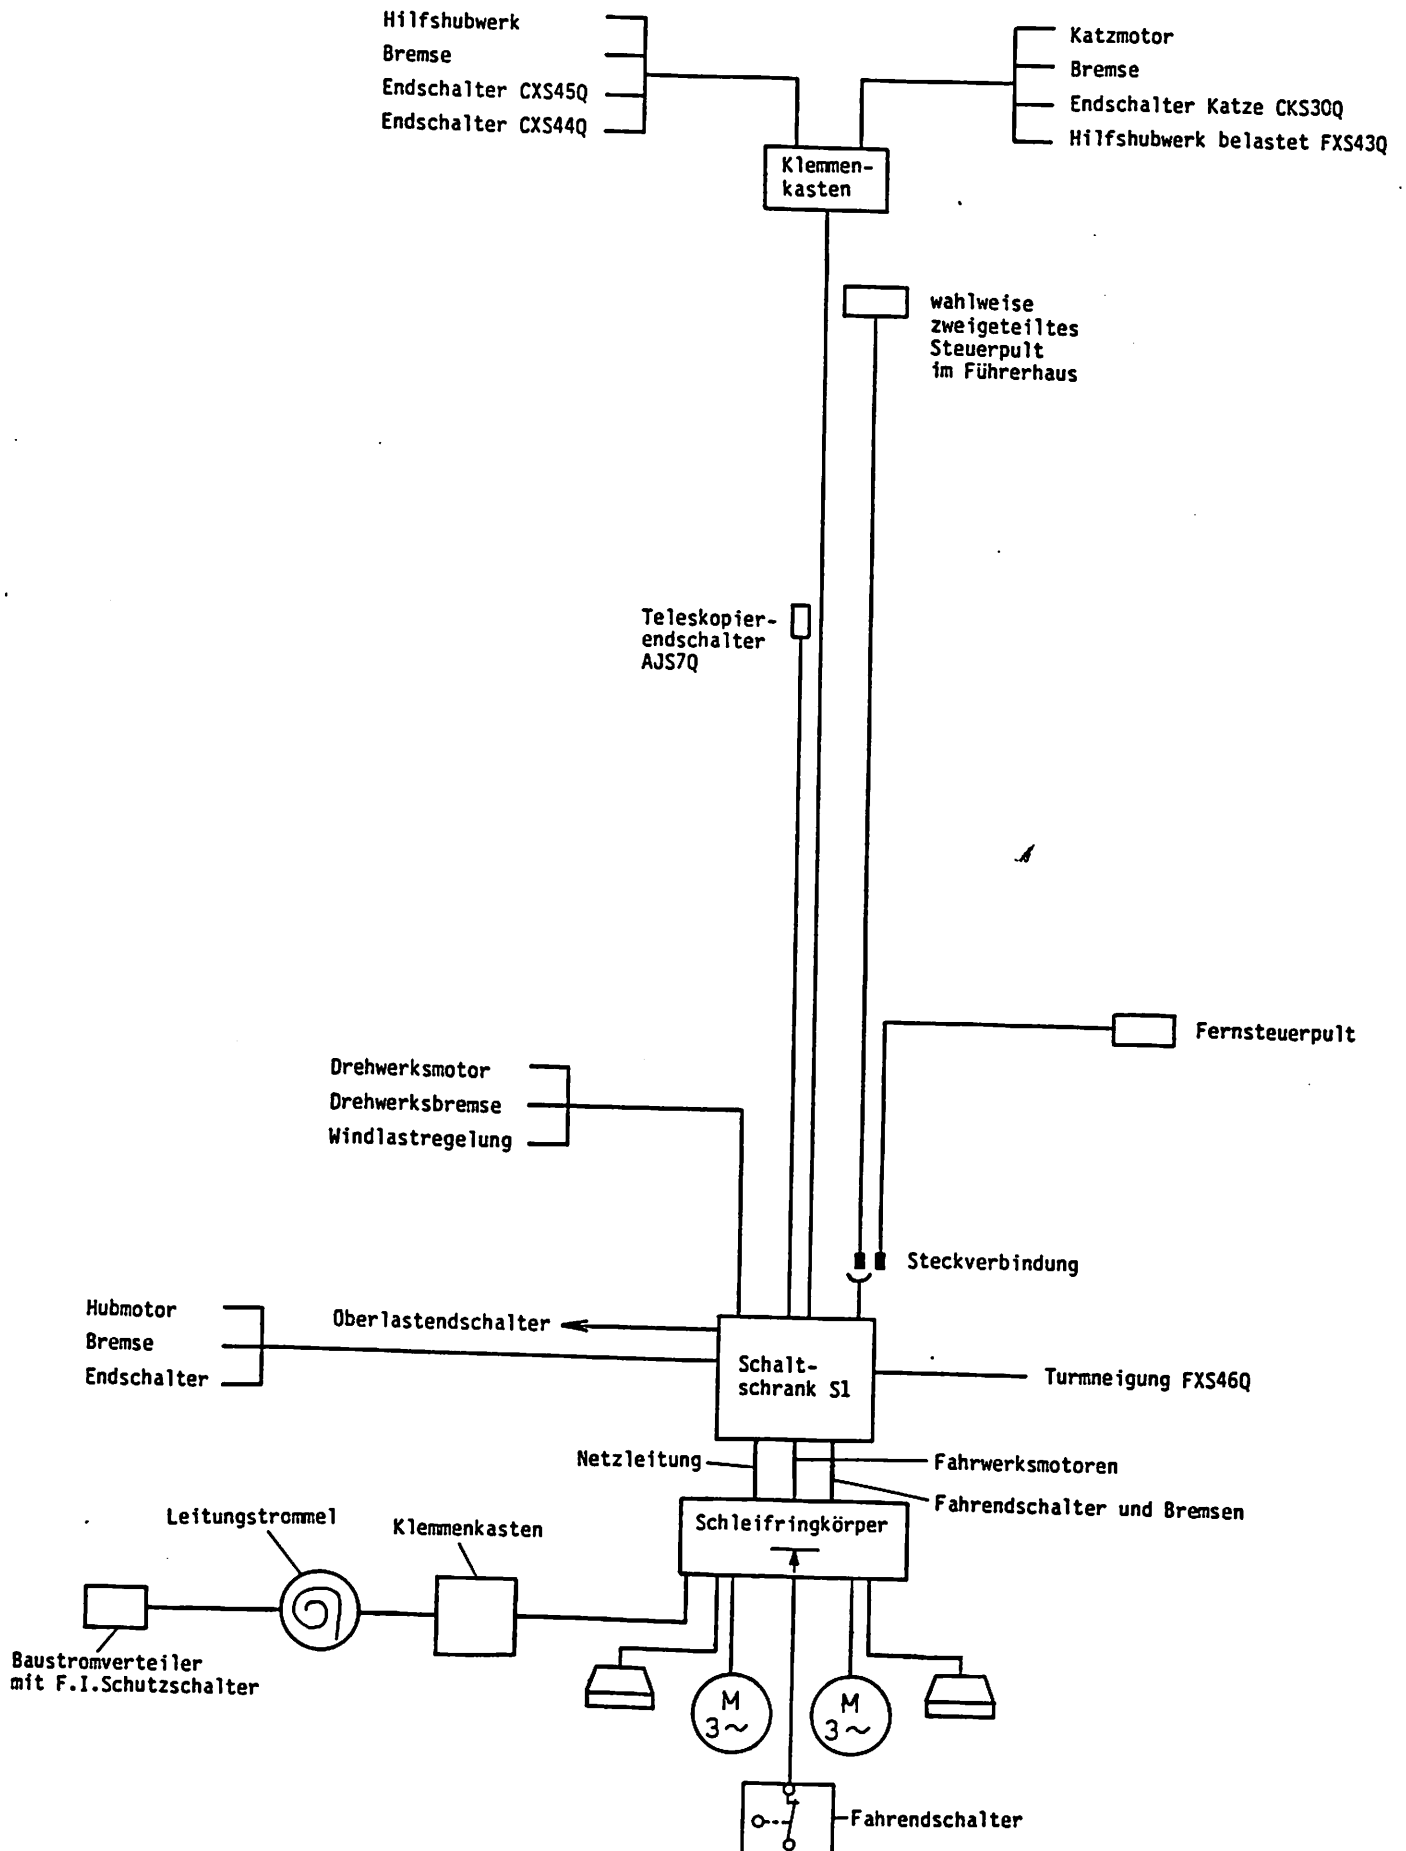 Hilfshubwerk
Bremse
Endschalter CXS45Q
Endschalter CXS44Q
Katzmotor
Bremse
Endschalter Katze CKS30Q
Hilfshubwerk belastet FXS43Q
Klemmen-
kasten
wahlweise
zweigeteiltes
Steuerpult
im Führerhaus
Teleskopier-
endschalter
AJS7Q
Fernsteuerpult
Drehwerksmotor
Drehwerksbremse
Windlastregelung
Steckverbindung
Hubmotor
Bremse
Endschalter
Oberlastendschalter
Schalt-
schrank S1
Turmneigung FXS46Q
Netzleitung
Fahrwerksmotoren
Fahrendschalter und Bremsen
Leitungstrommel
Klemmenkasten
Schleifringkörper
Baustromverteiler
mit F.I.Schutzschalter
M
3~
M
3~
Fahrendschalter